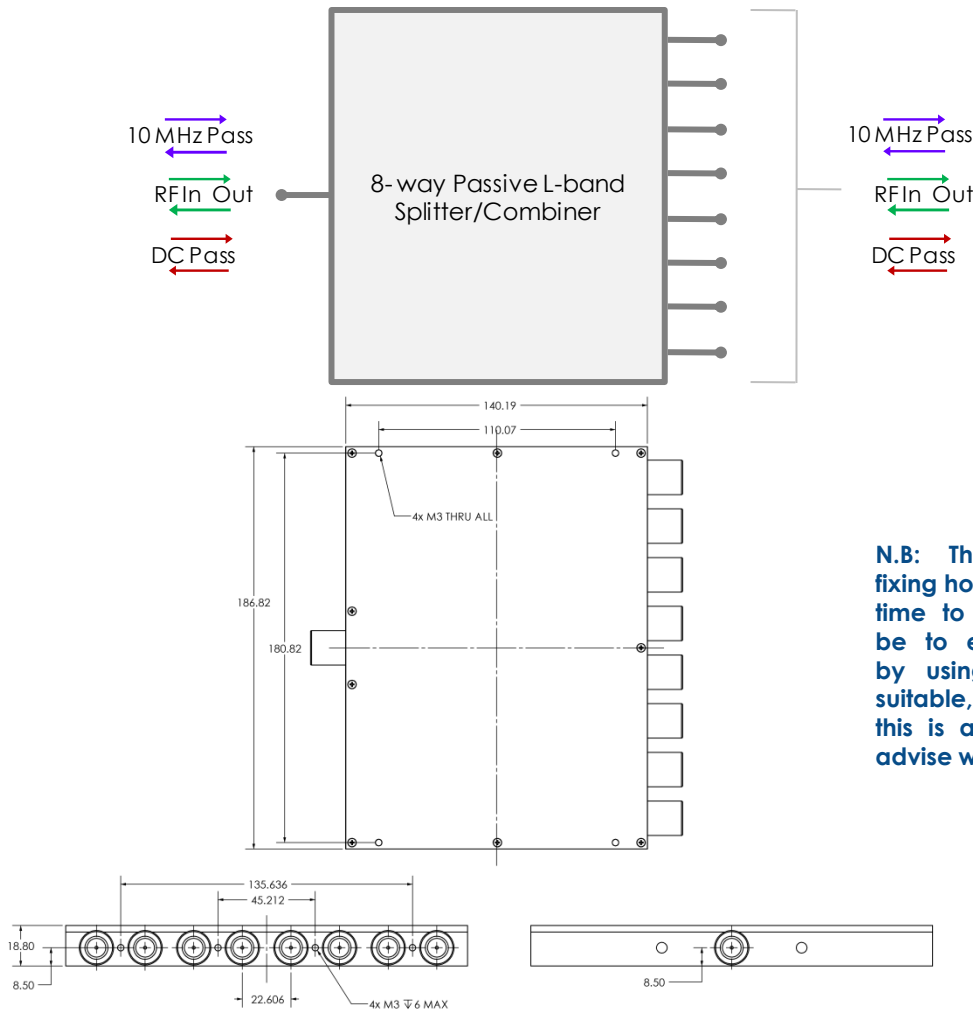 10 MHz Pass
RF In Out
DC Pass
8-way Passive L-band
Splitter/Combiner
10 MHz Pass
RF In Out
DC Pass
140.19
110.07
4x M3 THRU ALL
186.82
180.82
N.B:
fixing
time to
be to
by
suitable,
this is
advise
135.636
45.212
18.80
8.50
22.606
4x M3 ↧6 MAX
8.50